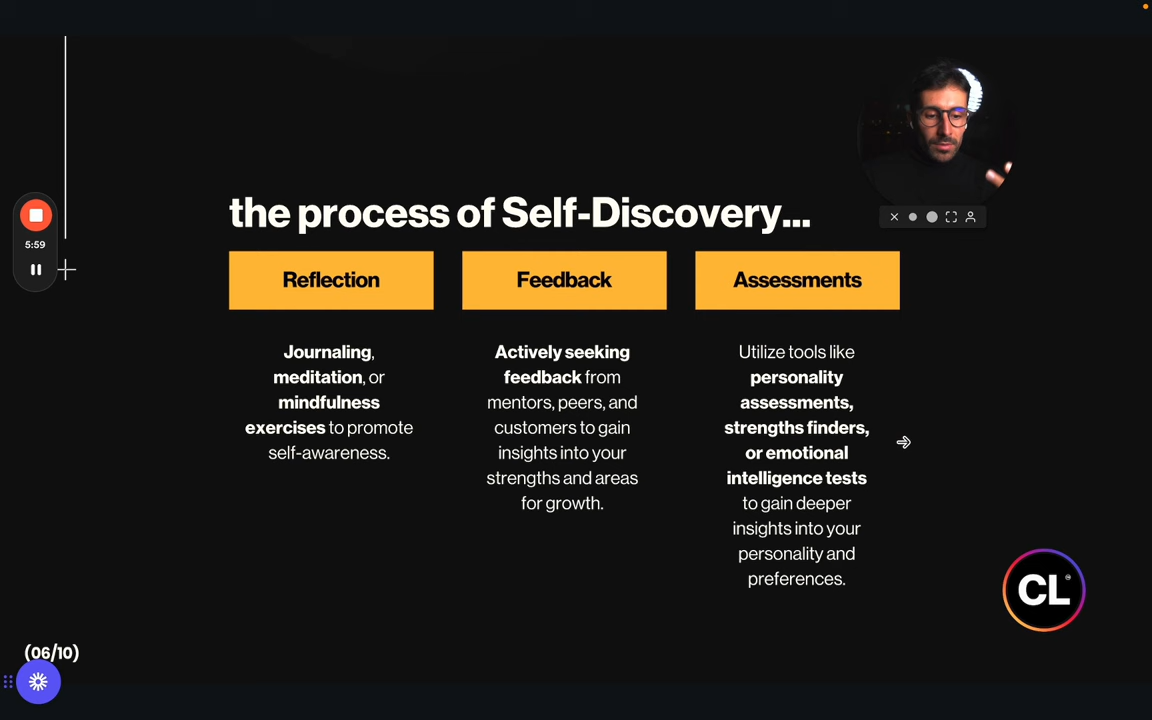 the process of Self-Discovery...
Reflection
Journaling,
meditation, or
mindfulness
exercises to promote
self-awareness.
Feedback
Actively seeking
feedback from
mentors, peers, and
customers to gain
insights into your
strengths and areas
for growth.
Assessments
Utilize tools like
personality
assessments,
strengths finders,
or emotional
intelligence tests
to gain deeper
insights into your
personality and
preferences.
5:59
CL
(06/10)